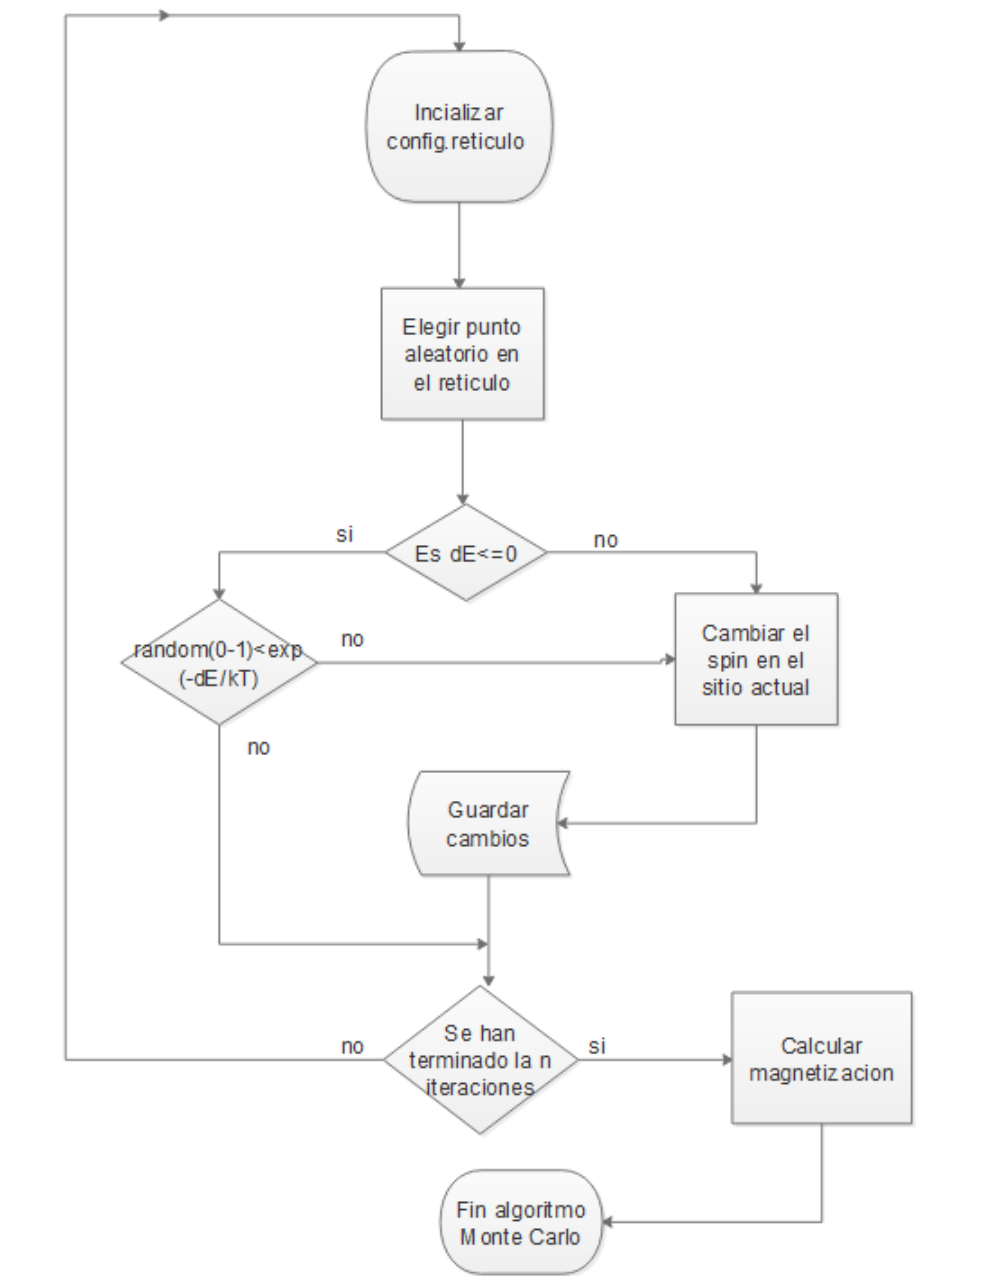 Incializar
config.reticulo
Elegir punto
aleatorio en
el reticulo
si
Es dE<=0
no
random(0-1)<exp
(-dE/kT)
no
Cambiar el
spin en el
sitio actual
no
Guardar
cambios
no
Se han
terminado la n
iteraciones
si
Calcular
magnetizacion
Fin algoritmo
Monte Carlo